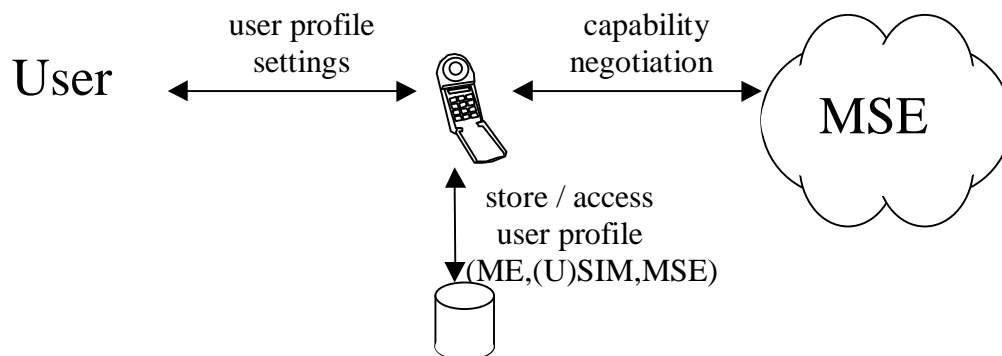 User
user profile
settings
capability
negotiation
MSE
store / access
user profile
(ME,(U)SIM,MSE)